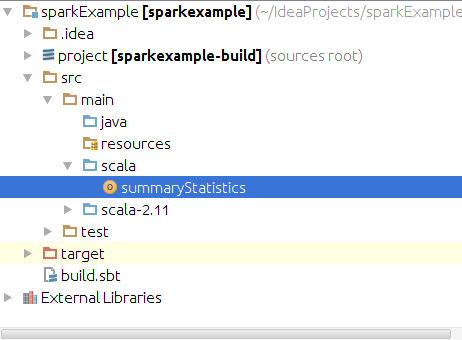 sparkExample [sparkexample] (~/IdeaProjects/sparkExample
.idea
project [sparkexample-build] (sources root)
src
main
java
resources
scala
summaryStatistics
scala-2.11
test
target
build.sbt
External Libraries